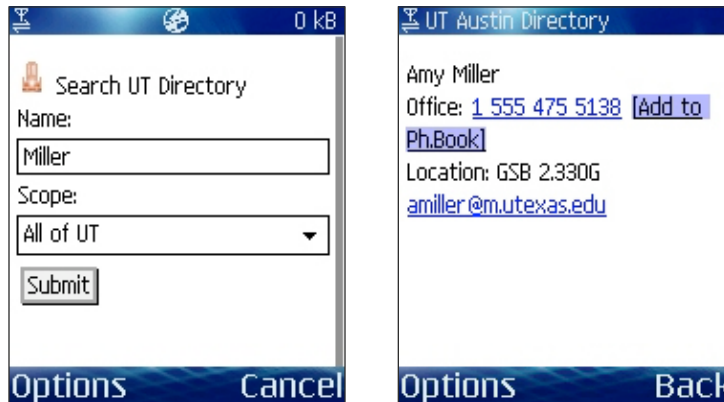 0 kB
Search UT Directory
Name:
Miller
Scope:
All of UT
Submit
Options Cancel
UT Austin Directory
Amy Miller
Office: 1 555 475 5138 [Add to
Ph.Book]
Location: GSB 2.330G
amiller@m.utexas.edu
Options Back